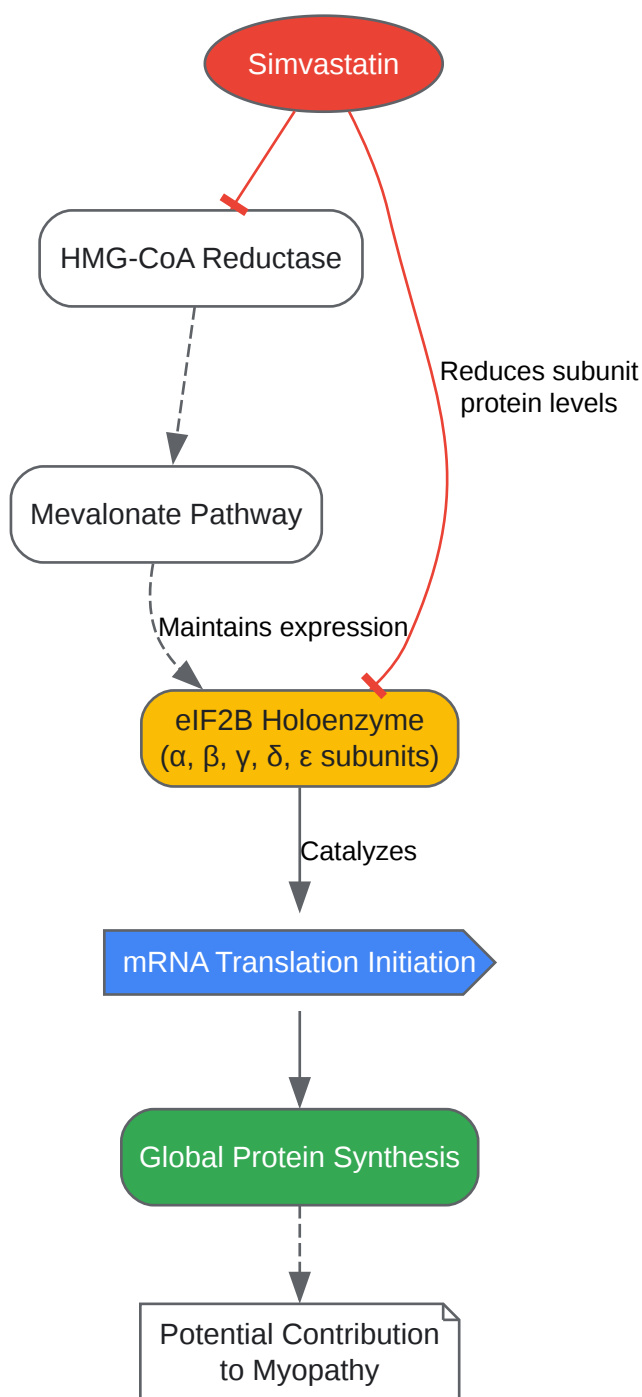 Simvastatin
HMG-CoA Reductase
Reduces subunit
protein levels
Mevalonate Pathway
Maintains expression
eIF2B Holoenzyme
(α, β, γ, δ, ε subunits)
Catalyzes
mRNA Translation Initiation
Global Protein Synthesis
Potential Contribution
to Myopathy